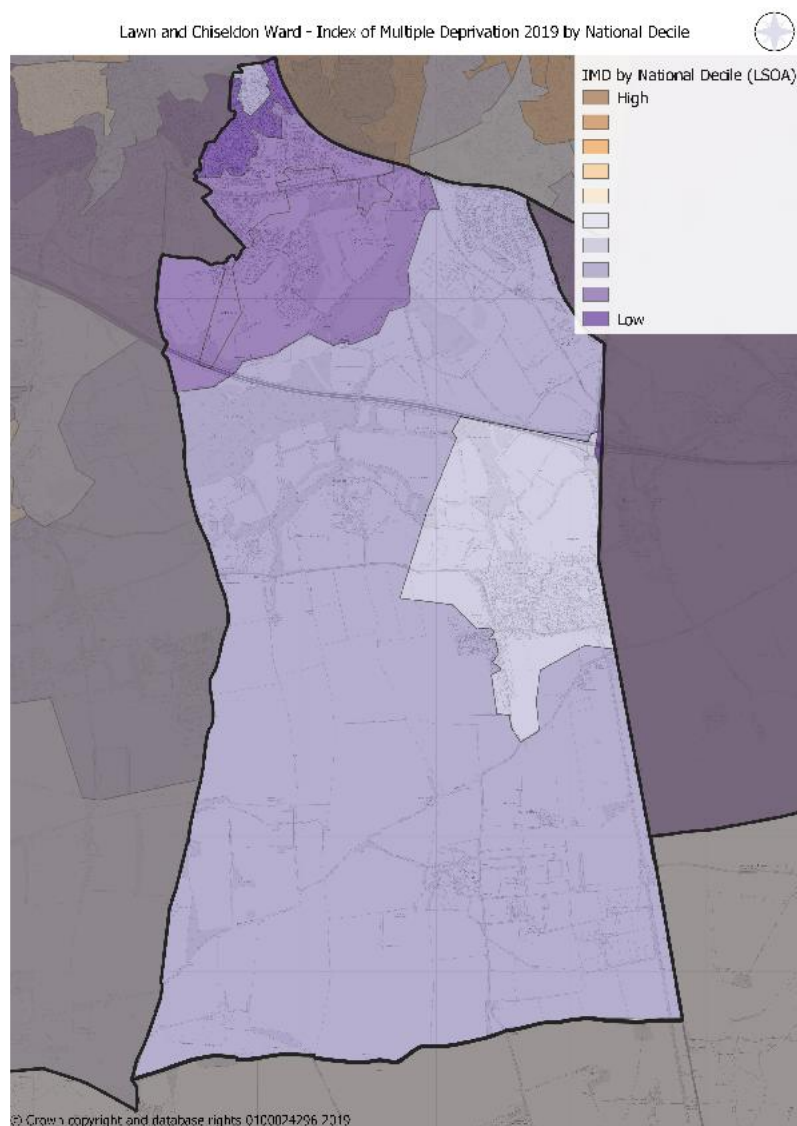 Lawn and Chiseldon Ward - Index of Multiple Deprivation 2019 by National Decile
IMD by National Decile (LSOA)
High
Low
© Crown copyright and database rights 0100024296 2019